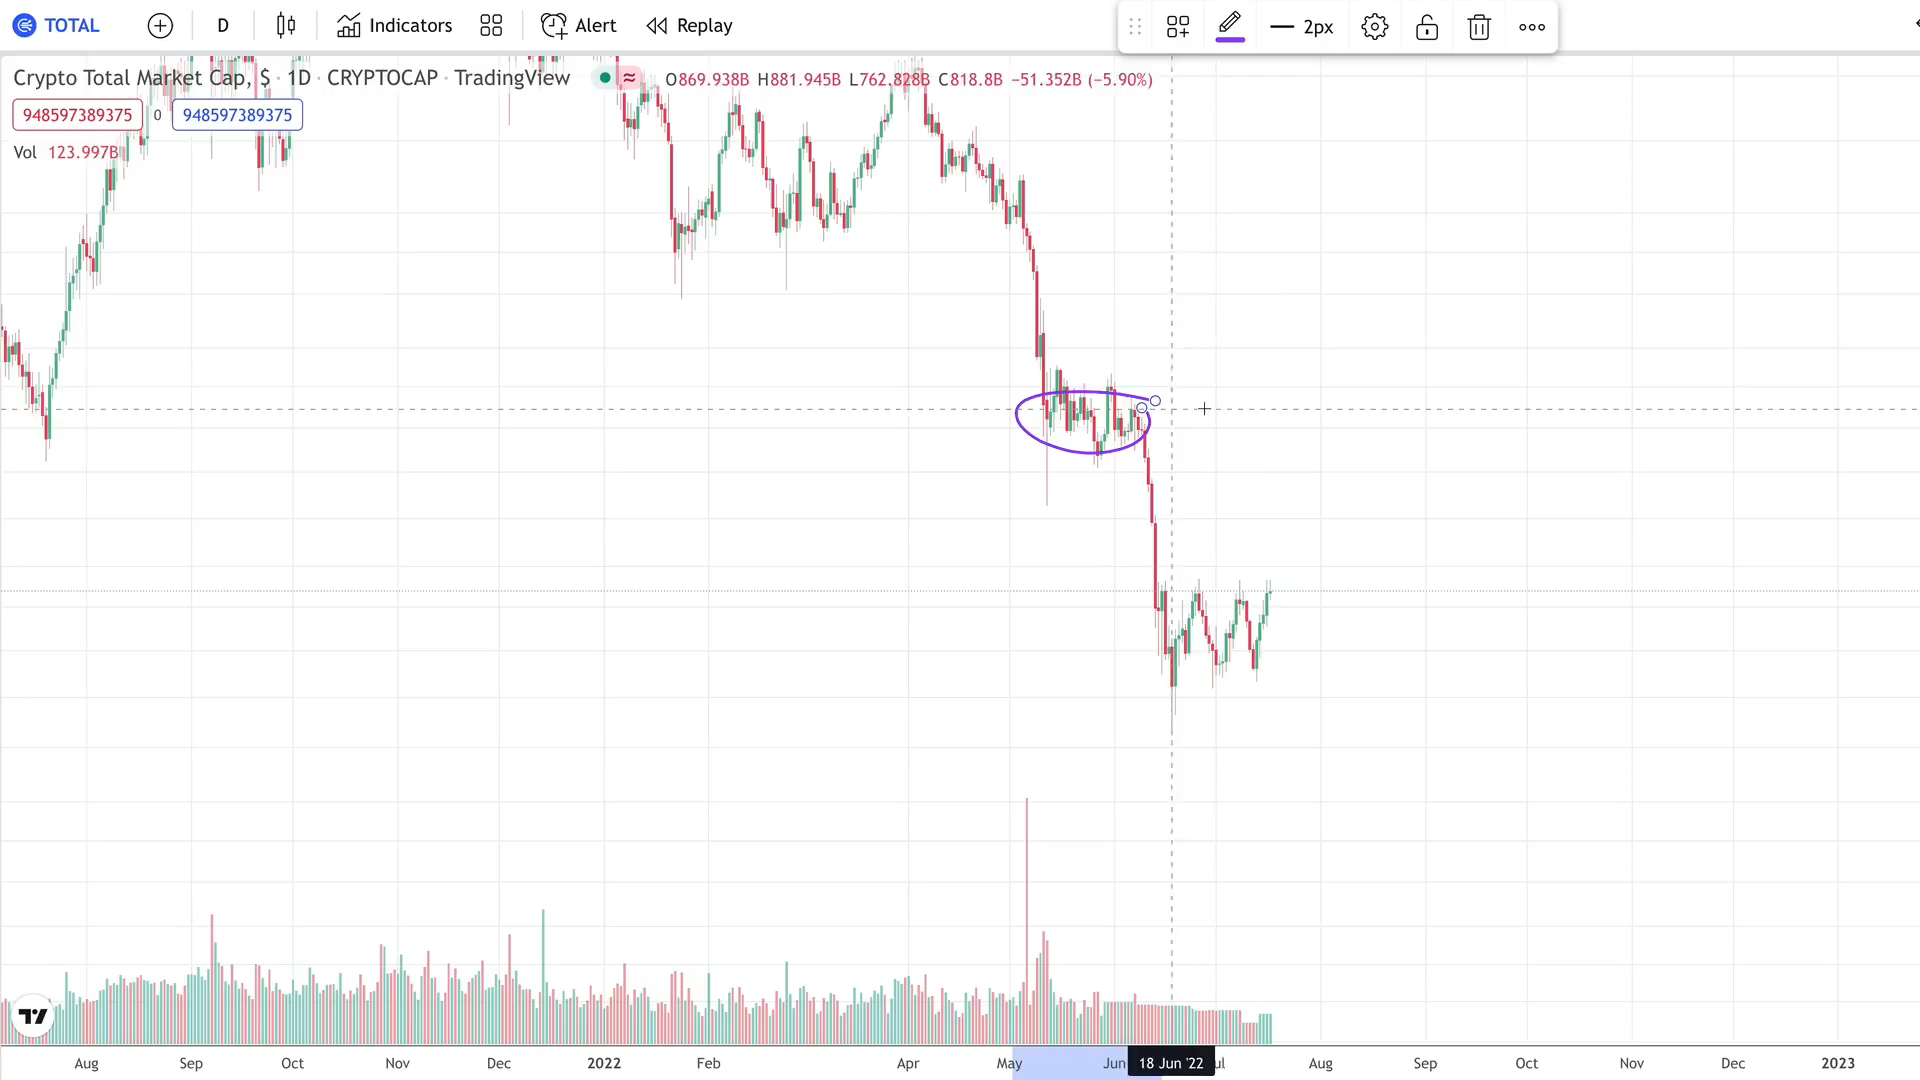 TOTAL D Indicators Alert Replay 2px
Crypto Total Market Cap, $ · 1D · CRYPTOCAP · TradingView O869.938B H881.945B L762.828B C818.8B −51.352B (−5.90%)
948597389375 0 948597389375
Vol 123.997B
Aug Sep Oct Nov Dec 2022 Feb Apr May Jun 18 Jun '22 Aug Sep Oct Nov Dec 2023